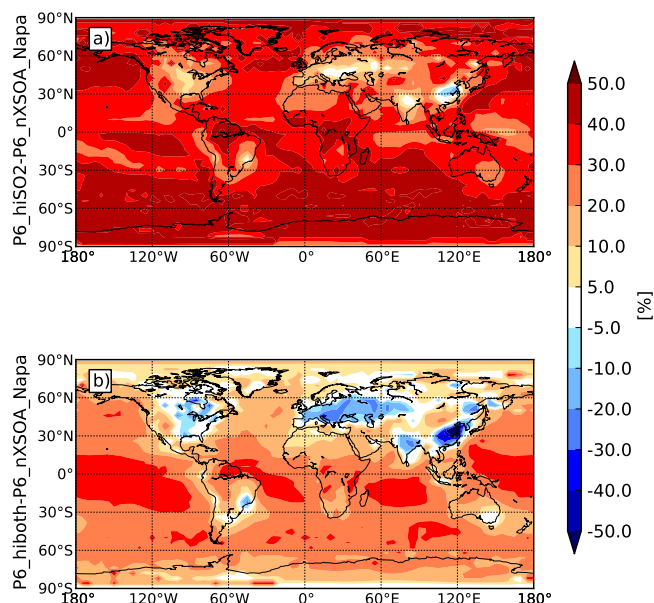 90°N
a)
60°N
30°N
0°
30°S
60°S
90°S
180° 120°W 60°W 0° 60°E 120°E 180°
P6_hiSO2-P6_nXSOA_Napa
90°N
b)
60°N
30°N
0°
30°S
60°S
90°S
180° 120°W 60°W 0° 60°E 120°E 180°
P6_hiboth-P6_nXSOA_Napa
50.0
40.0
30.0
20.0
10.0
5.0
-5.0
-10.0
-20.0
-30.0
-40.0
-50.0
[%]